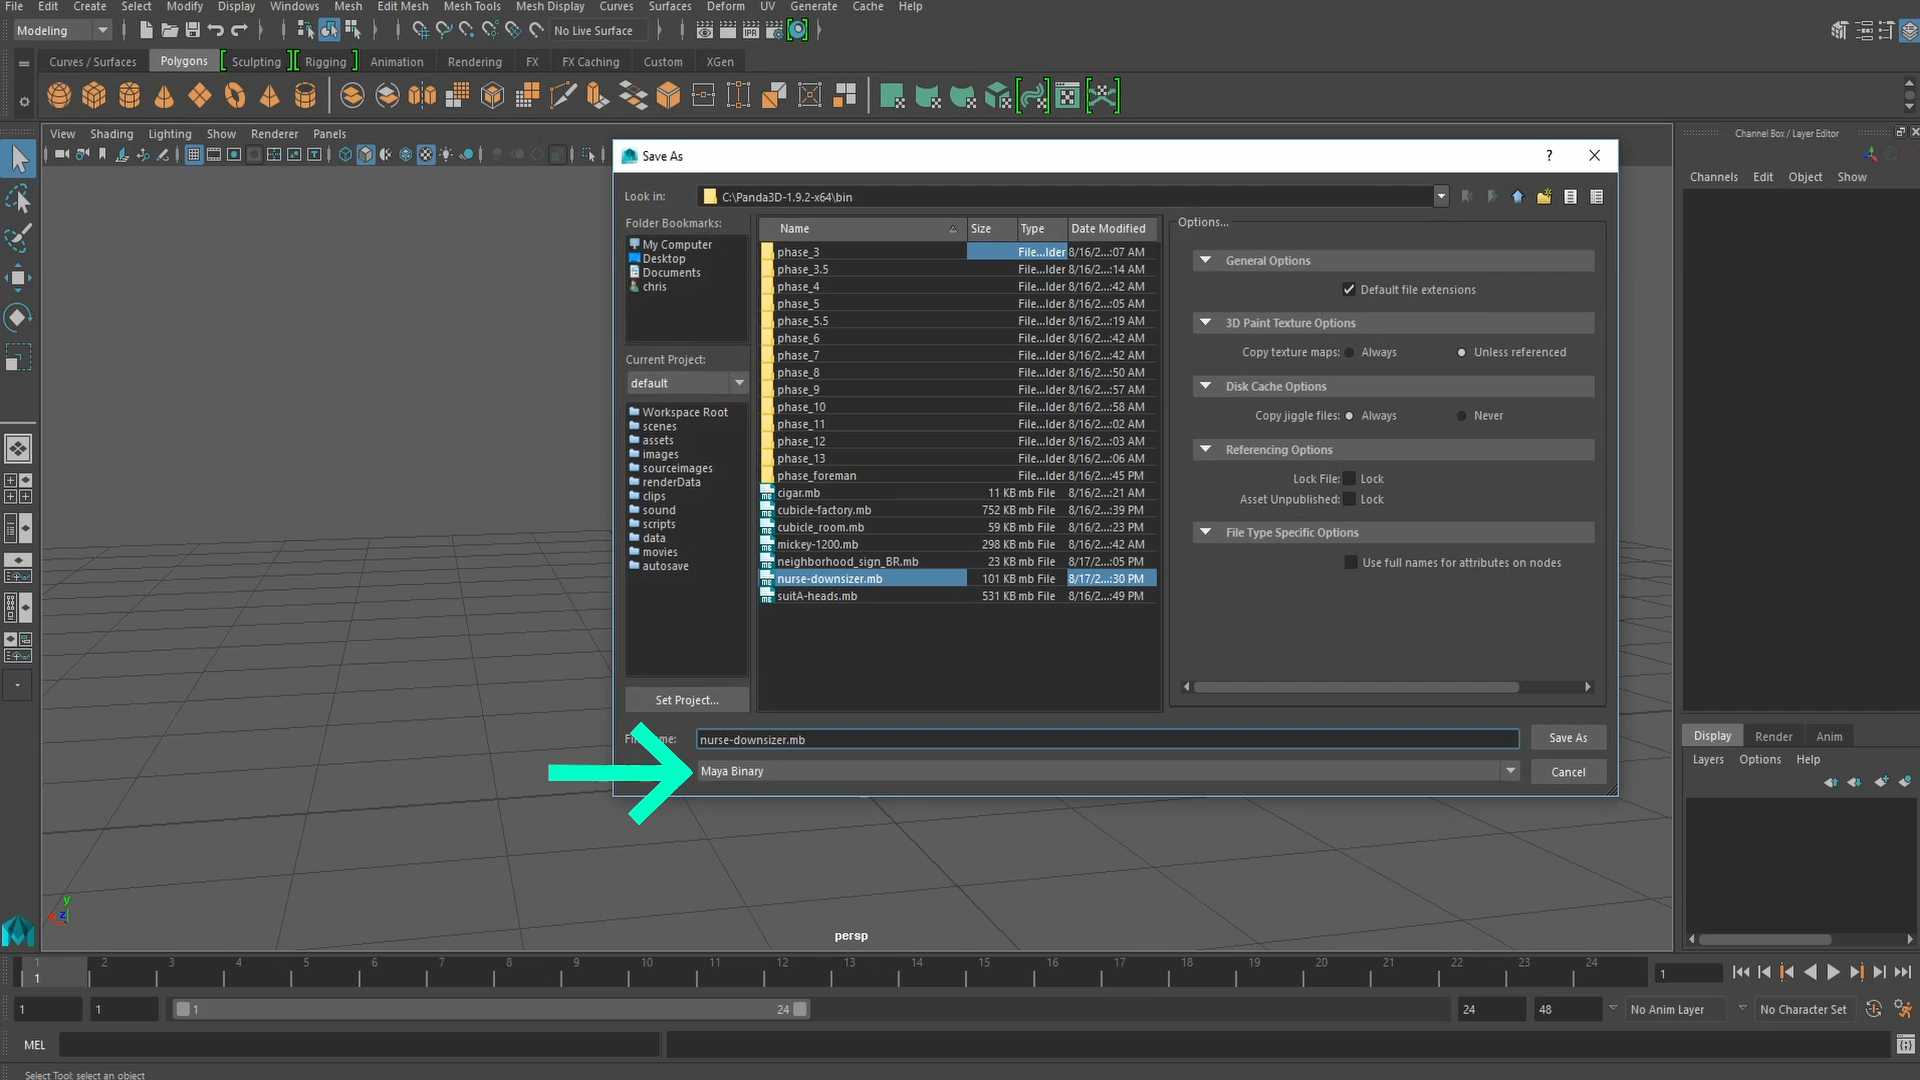 File Edit Create Select Modify Display Windows Mesh Edit Mesh Mesh Tools Mesh Display Curves Surfaces Deform UV Generate Cache Help
Modeling No Live Surface IPR
Curves / Surfaces Polygons Sculpting Rigging Animation Rendering FX FX Caching Custom XGen
View Shading Lighting Show Renderer Panels
Channel Box / Layer Editor
Channels Edit Object Show
Save As
?
Look in: C:\Panda3D-1.9.2-x64\bin
Folder Bookmarks:
My Computer
Desktop
Documents
chris
Current Project:
default
Workspace Root
scenes
assets
images
sourceimages
renderData
clips
sound
scripts
data
movies
autosave
Set Project...
Name Size Type Date Modified
phase_3 File...lder 8/16/2...:07 AM
phase_3.5 File...lder 8/16/2...:14 AM
phase_4 File...lder 8/16/2...:42 AM
phase_5 File...lder 8/16/2...:05 AM
phase_5.5 File...lder 8/16/2...:19 AM
phase_6 File...lder 8/16/2...:42 AM
phase_7 File...lder 8/16/2...:42 AM
phase_8 File...lder 8/16/2...:50 AM
phase_9 File...lder 8/16/2...:57 AM
phase_10 File...lder 8/16/2...:58 AM
phase_11 File...lder 8/16/2...:02 AM
phase_12 File...lder 8/16/2...:03 AM
phase_13 File...lder 8/16/2...:06 AM
phase_foreman File...lder 8/16/2...:45 PM
cigar.mb 11 KB mb File 8/16/2...:21 AM
cubicle-factory.mb 752 KB mb File 8/16/2...:39 PM
cubicle_room.mb 59 KB mb File 8/16/2...:23 PM
mickey-1200.mb 298 KB mb File 8/16/2...:42 AM
neighborhood_sign_BR.mb 23 KB mb File 8/17/2...:05 PM
nurse-downsizer.mb 101 KB mb File 8/17/2...:30 PM
suitA-heads.mb 531 KB mb File 8/16/2...:49 PM
Options...
General Options
Default file extensions
3D Paint Texture Options
Copy texture maps: Always Unless referenced
Disk Cache Options
Copy jiggle files: Always Never
Referencing Options
Lock File: Lock
Asset Unpublished: Lock
File Type Specific Options
Use full names for attributes on nodes
nurse-downsizer.mb Save As
Maya Binary Cancel
Display Render Anim
Layers Options Help
y
z
persp
1 2 3 4 5 6 7 8 9 10 11 12 13 14 15 16 17 18 19 20 21 22 23 24
1 1
1 1 1 24 24 48 No Anim Layer No Character Set
MEL
Select Tool: select an object